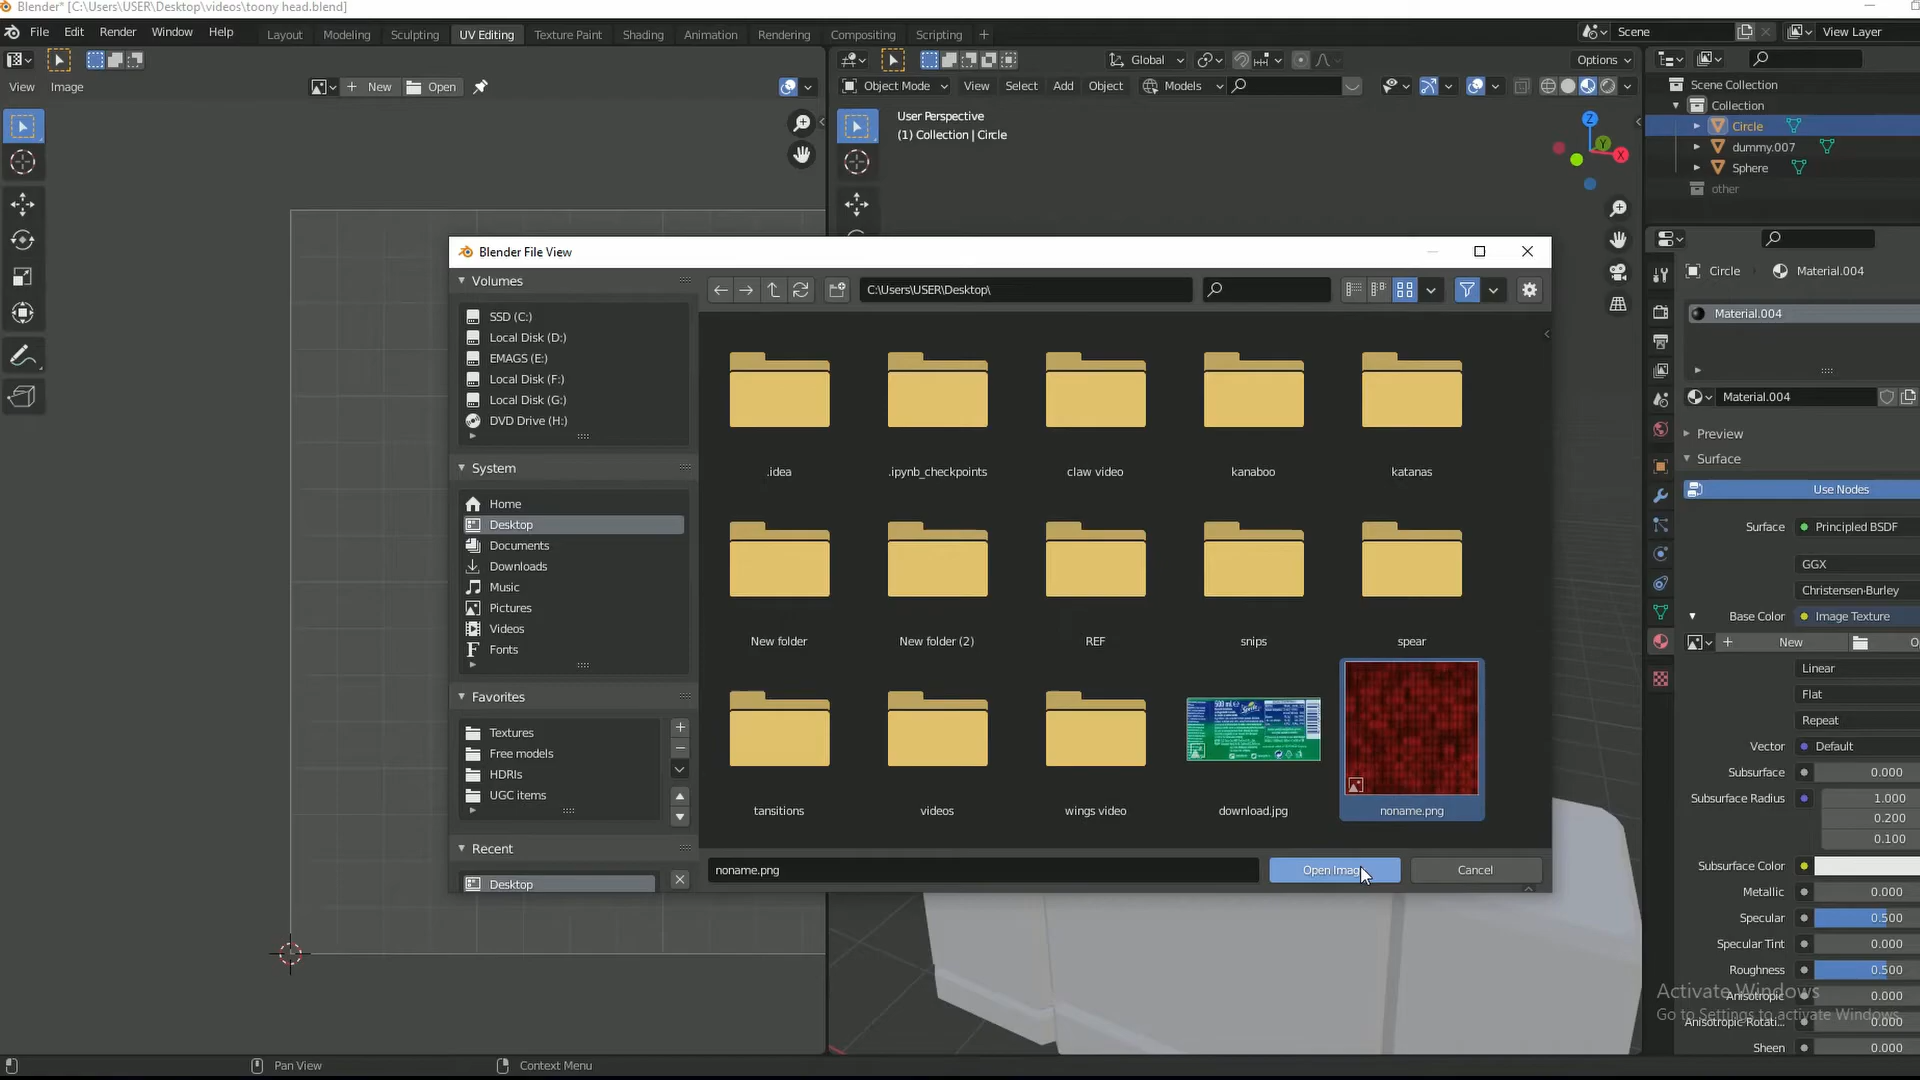 Blender* [C:\Users\USER\Desktop\videos\toony head.blend]
File Edit Render Window Help
Layout Modeling Sculpting UV Editing Texture Paint Shading Animation Rendering Compositing Scripting
Scene
View Layer
Global
Options
View Image
New
Open
Object Mode
View Select Add Object
Models
User Perspective
(1) Collection | Circle
Z
Y
X
Scene Collection
Collection
Circle
dummy.007
Sphere
other
Blender File View
Volumes
SSD (C:)
Local Disk (D:)
EMAGS (E:)
Local Disk (F:)
Local Disk (G:)
DVD Drive (H:)
System
Home
Desktop
Documents
Downloads
Music
Pictures
Videos
Fonts
Favorites
Textures
Free models
HDRIs
UGC items
Recent
Desktop
C:\Users\USER\Desktop\
.idea
.ipynb_checkpoints
claw video
kanaboo
katanas
New folder
New folder (2)
REF
snips
spear
tansitions
videos
wings video
download.jpg
noname.png
noname.png
Cancel
Circle
Material.004
Material.004
Material.004
Preview
Surface
Use Nodes
Surface Principled BSDF
GGX
Christensen-Burley
Base Color Image Texture
New
Linear
Flat
Repeat
Vector Default
Subsurface 0.000
Subsurface Radius 1.000
0.200
0.100
Subsurface Color
Metallic 0.000
Specular 0.500
Specular Tint 0.000
Roughness 0.500
Anisotropic 0.000
Anisotropic Rotati... 0.000
Sheen 0.000
Activate Windows
Go to Settings to activate Windows.
Pan View
Context Menu